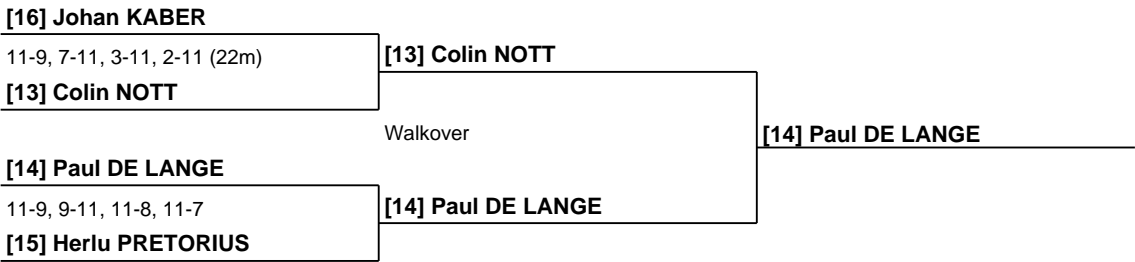 [16] Johan KABER
11-9, 7-11, 3-11, 2-11 (22m)
[13] Colin NOTT
[13] Colin NOTT
Walkover
[14] Paul DE LANGE
[14] Paul DE LANGE
11-9, 9-11, 11-8, 11-7
[14] Paul DE LANGE
[15] Herlu PRETORIUS